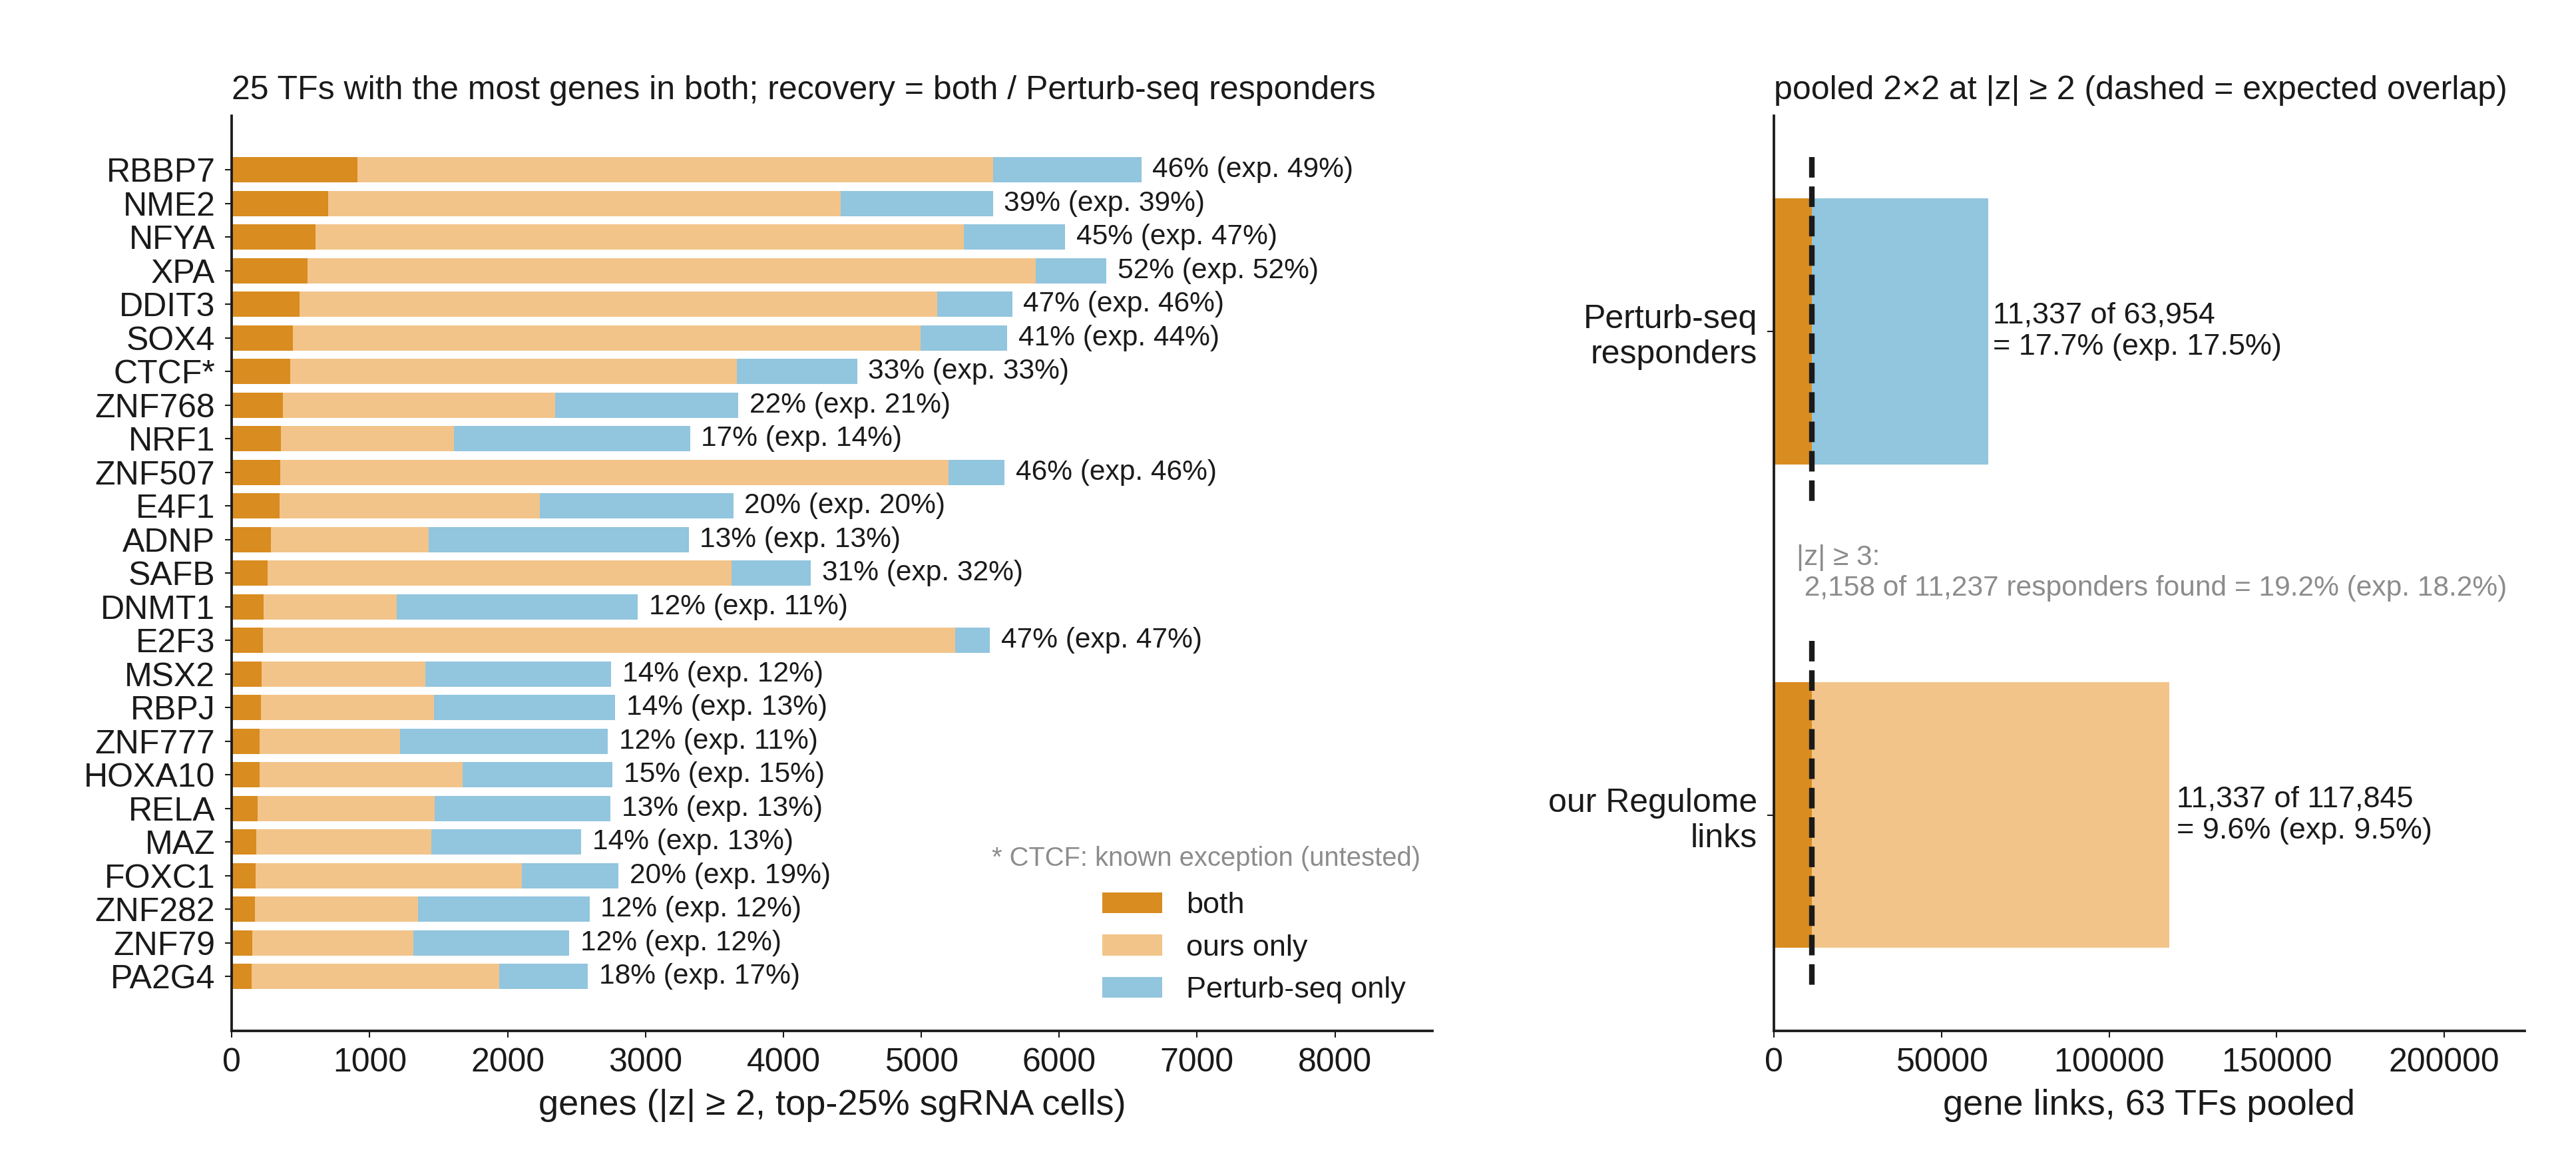 25 TFs with the most genes in both; recovery = both / Perturb-seq responders
RBBP7 46% (exp. 49%)
NME2 39% (exp. 39%)
NFYA 45% (exp. 47%)
XPA 52% (exp. 52%)
DDIT3 47% (exp. 46%)
SOX4 41% (exp. 44%)
CTCF* 33% (exp. 33%)
ZNF768 22% (exp. 21%)
NRF1 17% (exp. 14%)
ZNF507 46% (exp. 46%)
E4F1 20% (exp. 20%)
ADNP 13% (exp. 13%)
SAFB 31% (exp. 32%)
DNMT1 12% (exp. 11%)
E2F3 47% (exp. 47%)
MSX2 14% (exp. 12%)
RBPJ 14% (exp. 13%)
ZNF777 12% (exp. 11%)
HOXA10 15% (exp. 15%)
RELA 13% (exp. 13%)
MAZ 14% (exp. 13%)
FOXC1 20% (exp. 19%)
ZNF282 12% (exp. 12%)
ZNF79 12% (exp. 12%)
PA2G4 18% (exp. 17%)
* CTCF: known exception (untested)
both
ours only
Perturb-seq only
0 1000 2000 3000 4000 5000 6000 7000 8000
genes (|z| ≥ 2, top-25% sgRNA cells)
pooled 2×2 at |z| ≥ 2 (dashed = expected overlap)
Perturb-seq
responders
11,337 of 63,954
= 17.7% (exp. 17.5%)
|z| ≥ 3:
2,158 of 11,237 responders found = 19.2% (exp. 18.2%)
our Regulome
links
11,337 of 117,845
= 9.6% (exp. 9.5%)
0 50000 100000 150000 200000
gene links, 63 TFs pooled